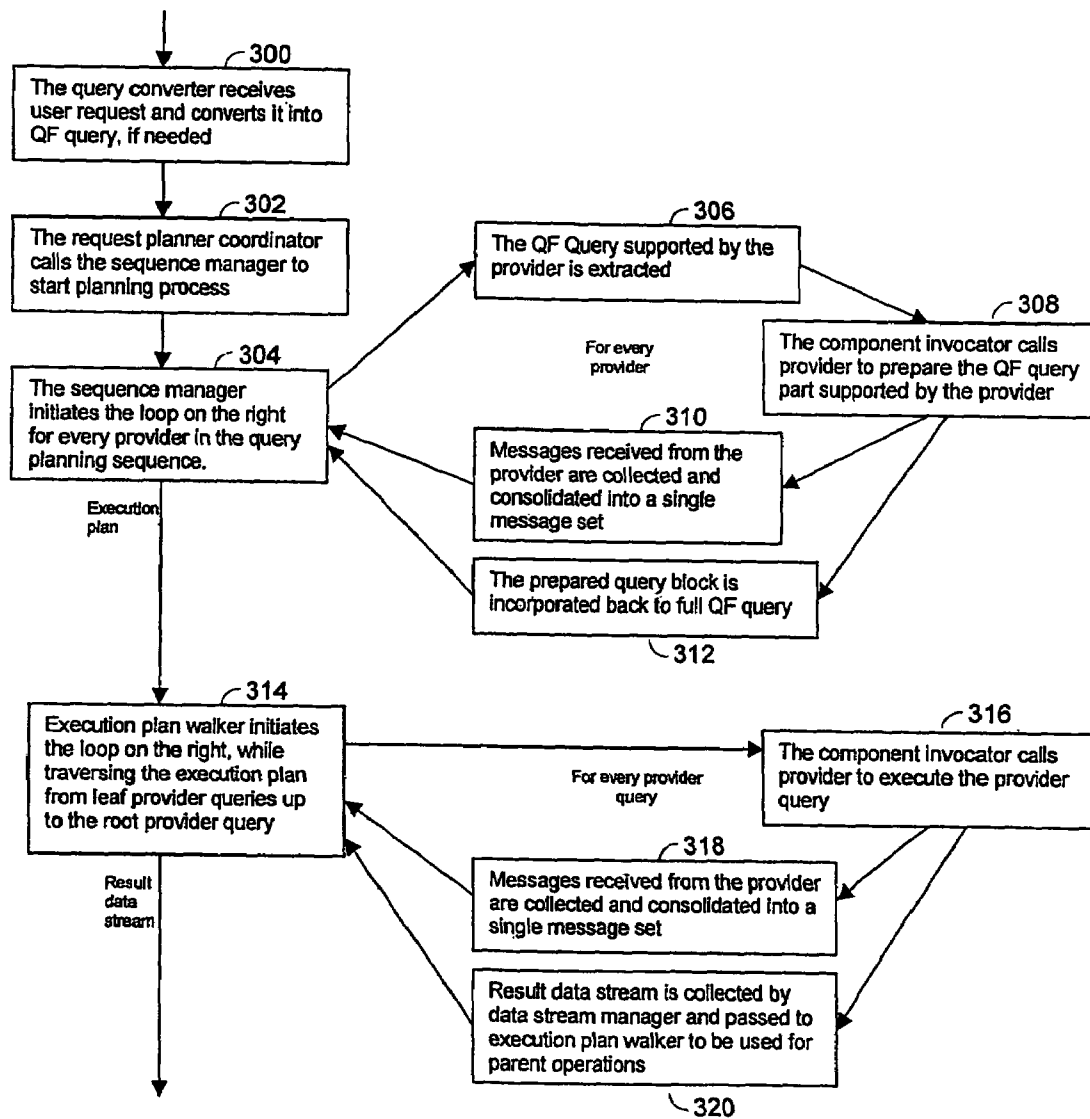 300
The query converter receives
user request and converts it into
QF query, if needed
302
The request planner coordinator
calls the sequence manager to
start planning process
304
The sequence manager
initiates the loop on the right
for every provider in the query
planning sequence.
306
The QF Query supported by the
provider is extracted
For every
provider
308
The component invocator calls
provider to prepare the QF query
part supported by the provider
310
Messages received from the
provider are collected and
consolidated into a single
message set
The prepared query block is
incorporated back to full QF query
312
Execution
plan
314
Execution plan walker initiates
the loop on the right, while
traversing the execution plan
from leaf provider queries up
to the root provider query
For every provider
query
316
The component invocator calls
provider to execute the provider
query
318
Messages received from the provider
are collected and consolidated into a
single message set
Result data stream is collected by
data stream manager and passed to
execution plan walker to be used for
parent operations
320
Result
data
stream